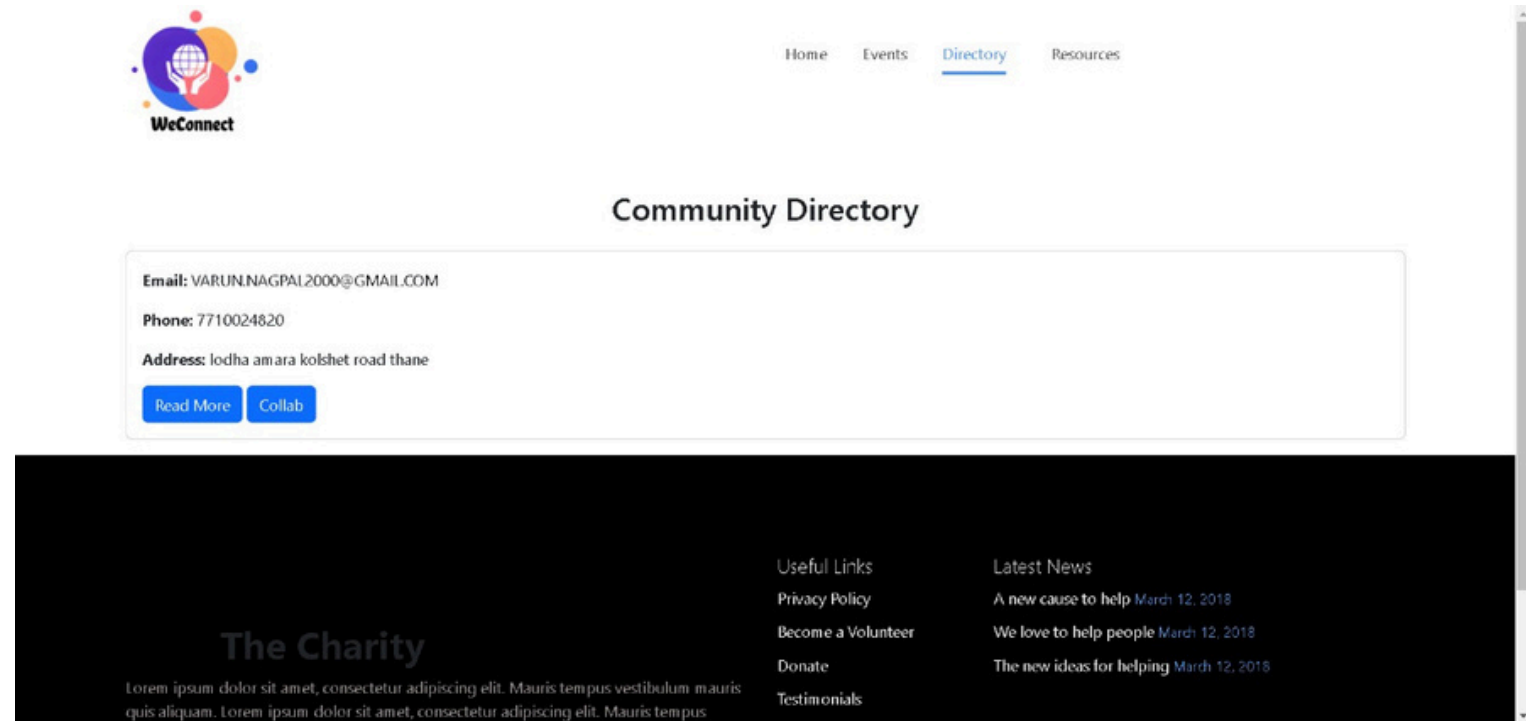 WeConnect
Home Events Directory Resources
Community Directory
Email: VARUN.NAGPAL2000@GMAIL.COM
Phone: 7710024820
Address: lodha amara kolshet road thane
Read More Collab
The Charity
Lorem ipsum dolor sit amet, consectetur adipiscing elit. Mauris tempus vestibulum mauris
quis aliquam. Lorem ipsum dolor sit amet, consectetur adipiscing elit. Mauris tempus
Useful Links
Privacy Policy
Become a Volunteer
Donate
Testimonials
Latest News
A new cause to help March 12, 2018
We love to help people March 12, 2018
The new ideas for helping March 12, 2018